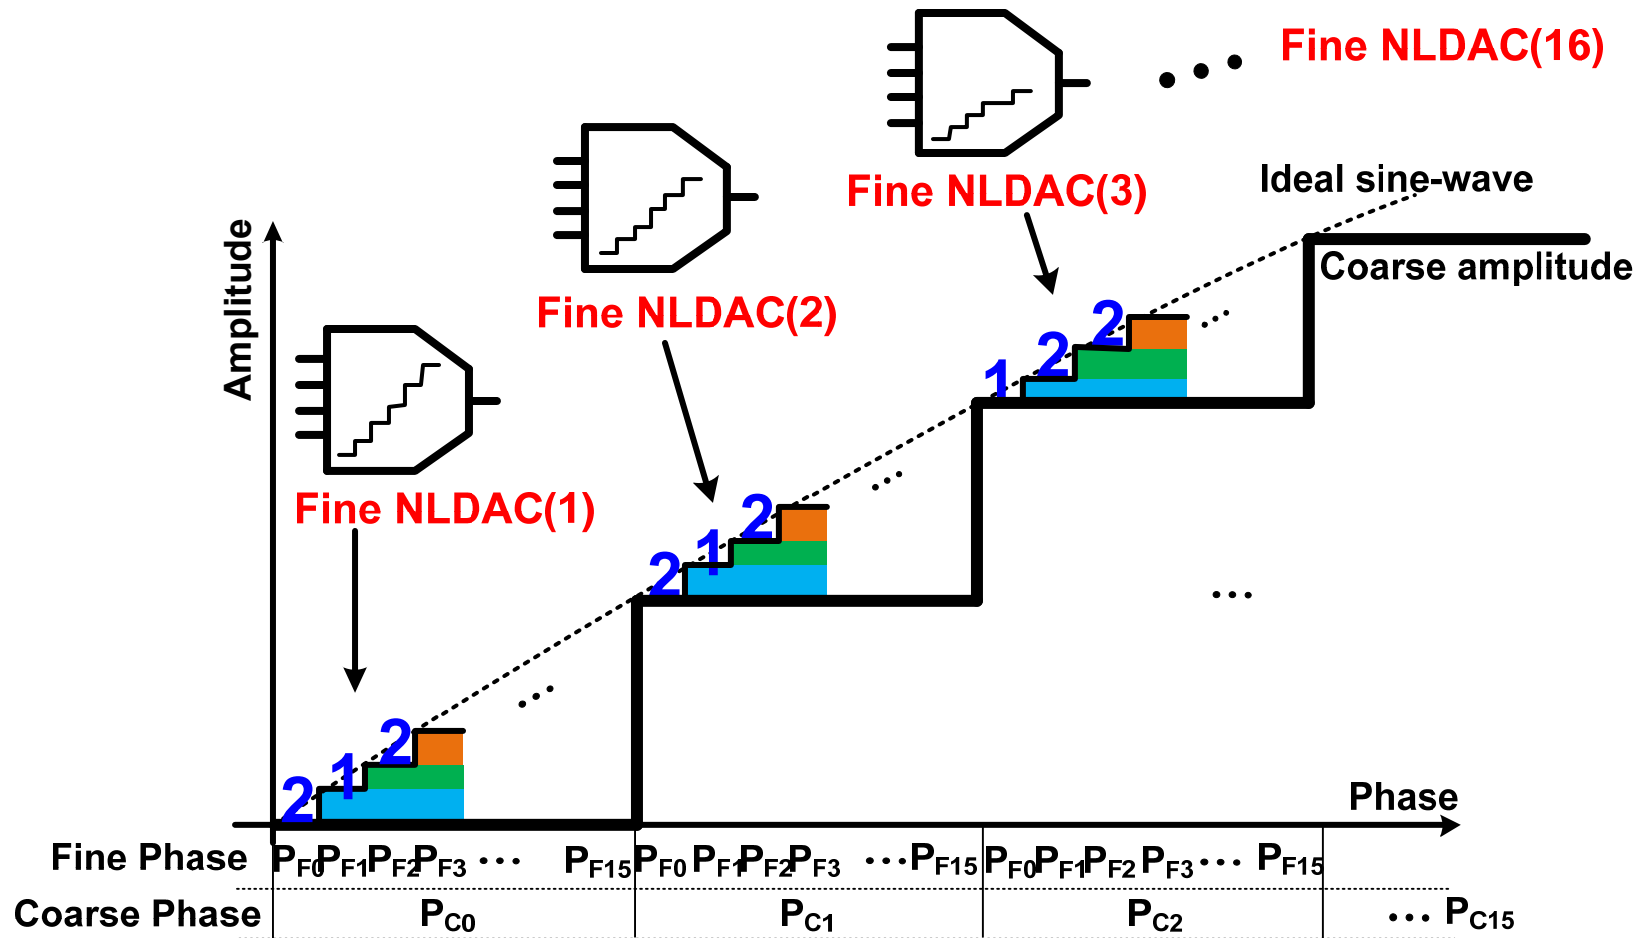 Fine NLDAC(16)
Fine NLDAC(3)
Ideal sine-wave
Coarse amplitude
Fine NLDAC(2)
Fine NLDAC(1)
Amplitude
1 2 2
2 1 2
2 1 2
...
Phase
Fine Phase PF0 PF1 PF2 PF3 ... PF15 PF0 PF1 PF2 PF3 ... PF15 PF0 PF1 PF2 PF3 ... PF15
Coarse Phase PC0 PC1 PC2 ... PC15